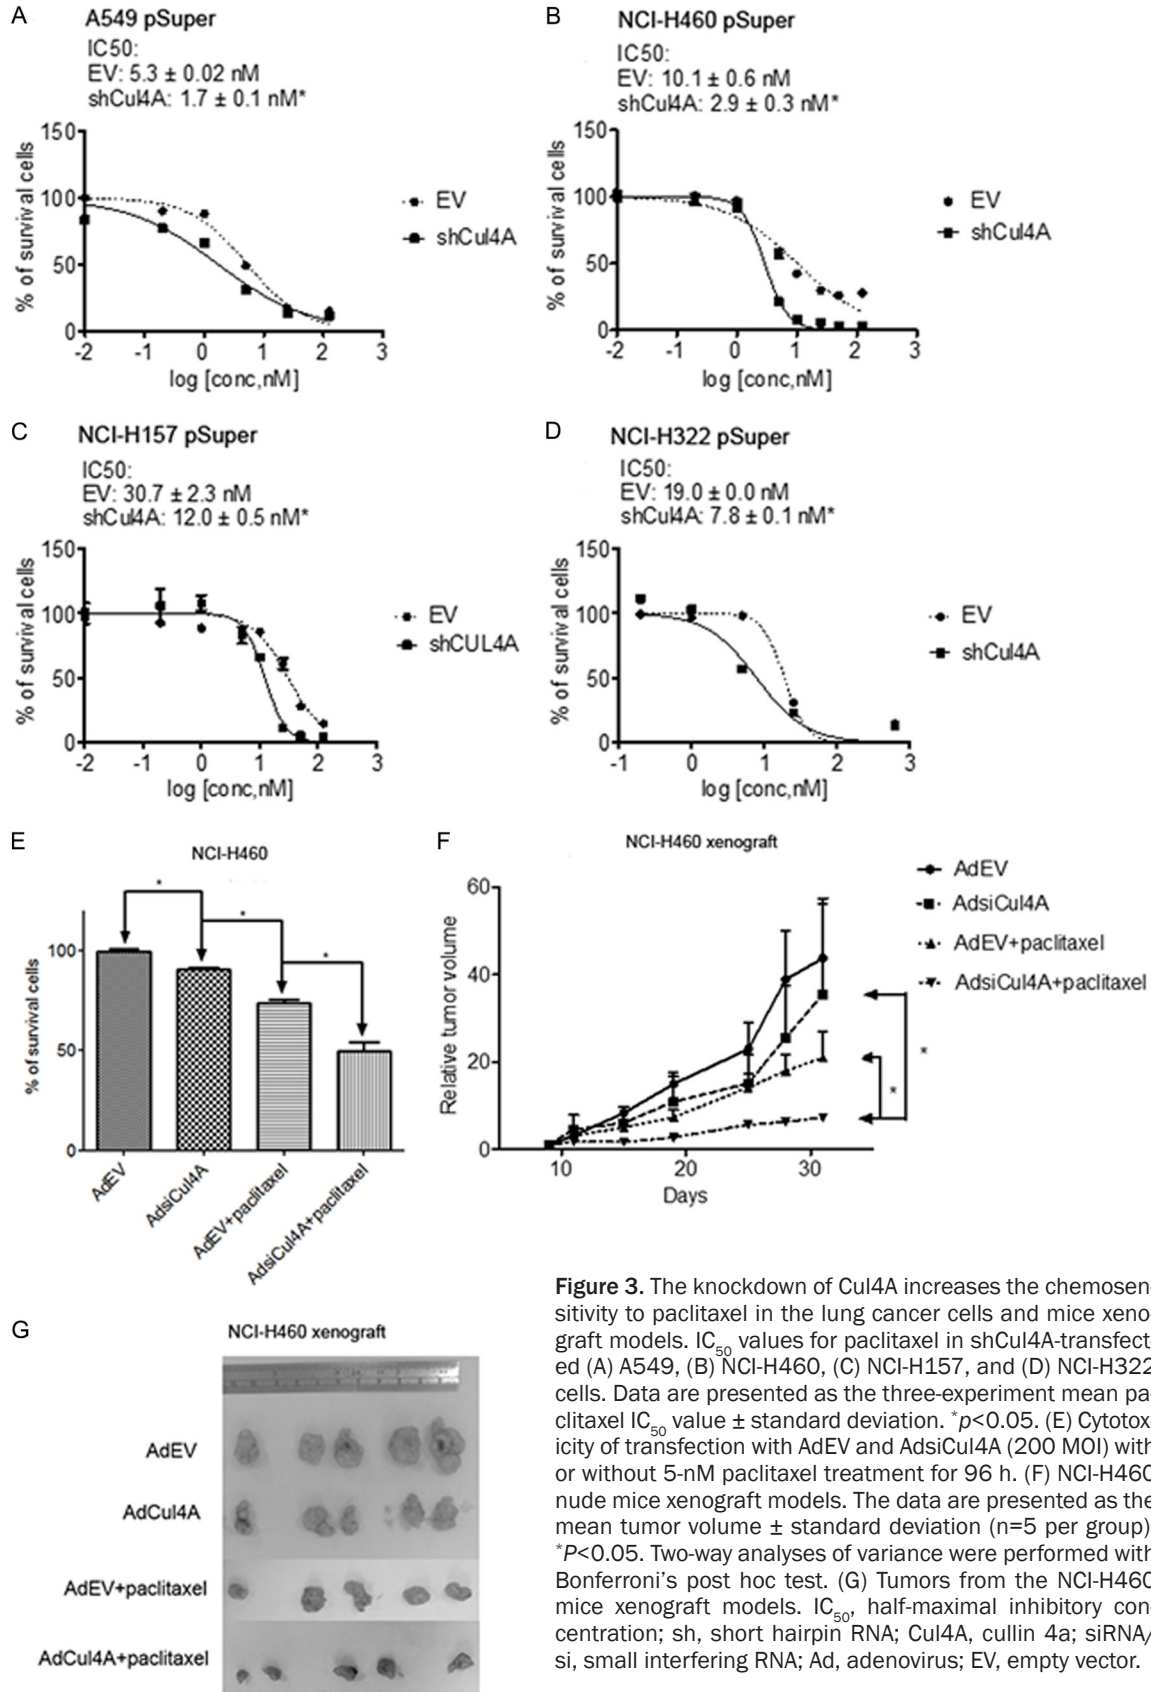 A
A549 pSuper
IC50:
EV: 5.3 ± 0.02 nM
shCul4A: 1.7 ± 0.1 nM*
% of survival cells
150
100
50
0
-2
-1
0
1
2
3
log [conc,nM]
EV
shCul4A
B
NCI-H460 pSuper
IC50:
EV: 10.1 ± 0.6 nM
shCul4A: 2.9 ± 0.3 nM*
% of survival cells
150
100
50
0
-2
-1
0
1
2
3
log [conc,nM]
EV
shCul4A
C
NCI-H157 pSuper
IC50:
EV: 30.7 ± 2.3 nM
shCul4A: 12.0 ± 0.5 nM*
% of survival cells
150
100
50
0
-2
-1
0
1
2
3
log [conc,nM]
EV
shCUL4A
D
NCI-H322 pSuper
IC50:
EV: 19.0 ± 0.0 nM
shCul4A: 7.8 ± 0.1 nM*
% of survival cells
150
100
50
0
-1
0
1
2
3
log [conc,nM]
EV
shCul4A
E
NCI-H460
% of survival cells
100
50
0
*
*
*
AdEV
AdsiCul4A
AdEV+paclitaxel
AdsiCul4A+paclitaxel
F
NCI-H460 xenograft
Relative tumor volume
60
40
20
0
10
20
30
Days
AdEV
AdsiCul4A
AdEV+paclitaxel
AdsiCul4A+paclitaxel
*
*
G
NCI-H460 xenograft
AdEV
AdCul4A
AdEV+paclitaxel
AdCul4A+paclitaxel
Figure 3. The knockdown of Cul4A increases the chemosen-
sitivity to paclitaxel in the lung cancer cells and mice xeno-
graft models. IC50 values for paclitaxel in shCul4A-transfect-
ed (A) A549, (B) NCI-H460, (C) NCI-H157, and (D) NCI-H322
cells. Data are presented as the three-experiment mean pa-
clitaxel IC50 value ± standard deviation. *p<0.05. (E) Cytotox-
icity of transfection with AdEV and AdsiCul4A (200 MOI) with
or without 5-nM paclitaxel treatment for 96 h. (F) NCI-H460
nude mice xenograft models. The data are presented as the
mean tumor volume ± standard deviation (n=5 per group)
*P<0.05. Two-way analyses of variance were performed with
Bonferroni's post hoc test. (G) Tumors from the NCI-H460
mice xenograft models. IC50, half-maximal inhibitory con-
centration; sh, short hairpin RNA; Cul4A, cullin 4a; siRNA/
si, small interfering RNA; Ad, adenovirus; EV, empty vector.